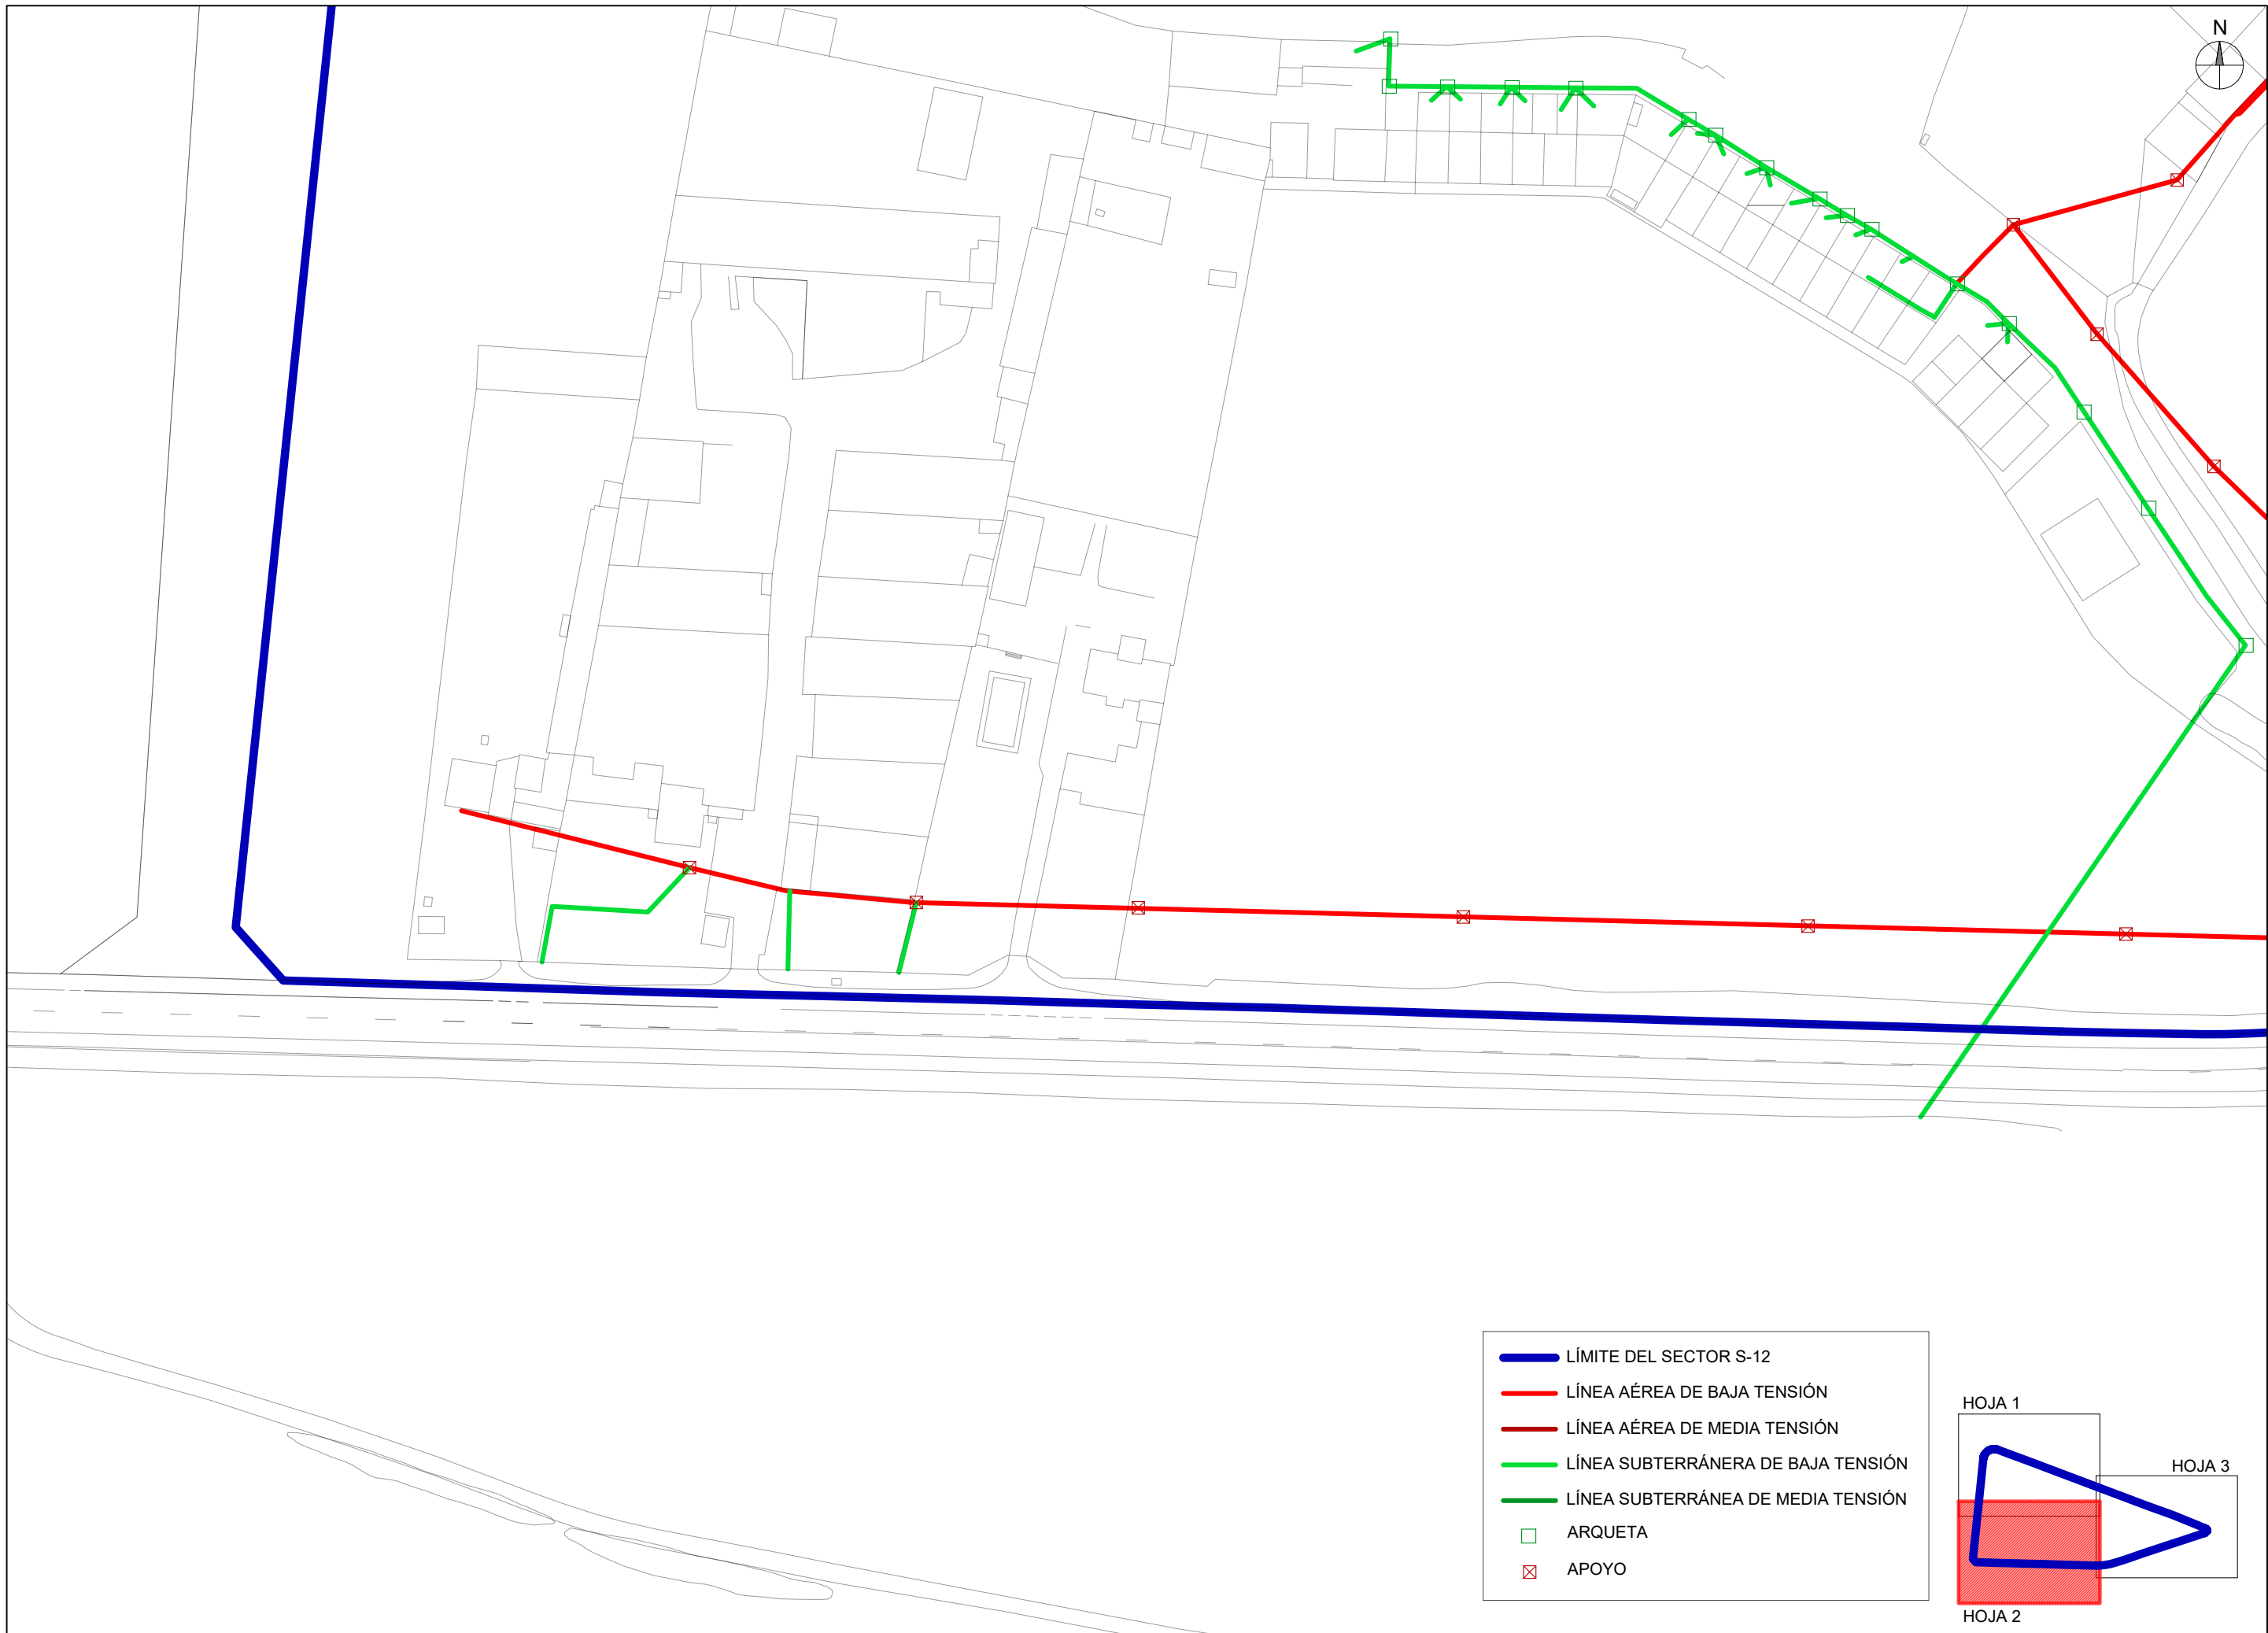 N
LÍMITE DEL SECTOR S-12
LÍNEA AÉREA DE BAJA TENSIÓN
LÍNEA AÉREA DE MEDIA TENSIÓN
LÍNEA SUBTERRÁNERA DE BAJA TENSIÓN
LÍNEA SUBTERRÁNEA DE MEDIA TENSIÓN
ARQUETA
APOYO
HOJA 1
HOJA 3
HOJA 2